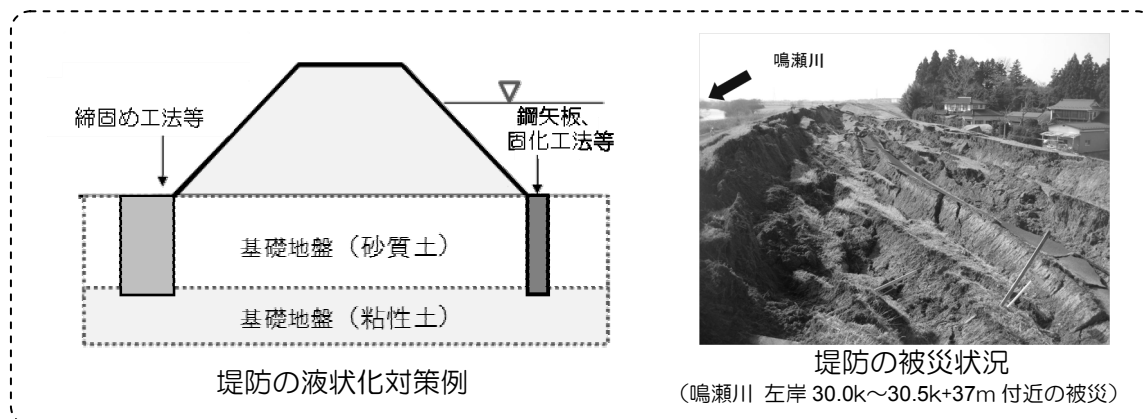 締固め工法等
鋼矢板、
固化工法等
基礎地盤（砂質土）
基礎地盤（粘性土）
堤防の液状化対策例
鳴瀬川
堤防の被災状況
（鳴瀬川 左岸 30.0k～30.5k+37m 付近の被災）